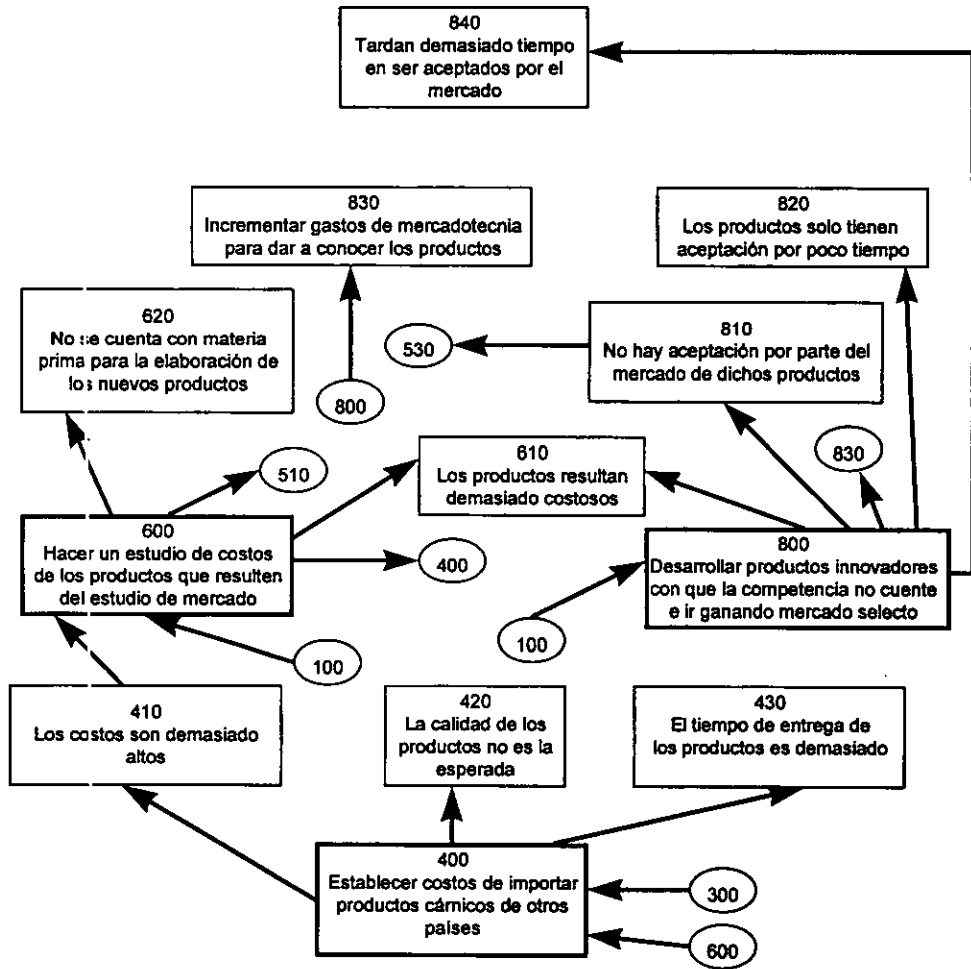 840
Tardan demasiado tiempo
en ser aceptados por el
mercado
830
Incrementar gastos de mercadotecnia
para dar a conocer los productos
820
Los productos solo tienen
aceptación por poco tiempo
620
No se cuenta con materia
prima para la elaboración de
los nuevos productos
530
810
No hay aceptación por parte del
mercado de dichos productos
800
510
610
Los productos resultan
demasiado costosos
830
600
Hacer un estudio de costos
de los productos que resulten
del estudio de mercado
400
800
Desarrollar productos innovadores
con que la competencia no cuente
e ir ganando mercado selecto
100
100
410
Los costos son demasiado
altos
420
La calidad de los
productos no es la
esperada
430
El tiempo de entrega de
los productos es demasiado
400
Establecer costos de importar
productos cárnicos de otros
países
300
600